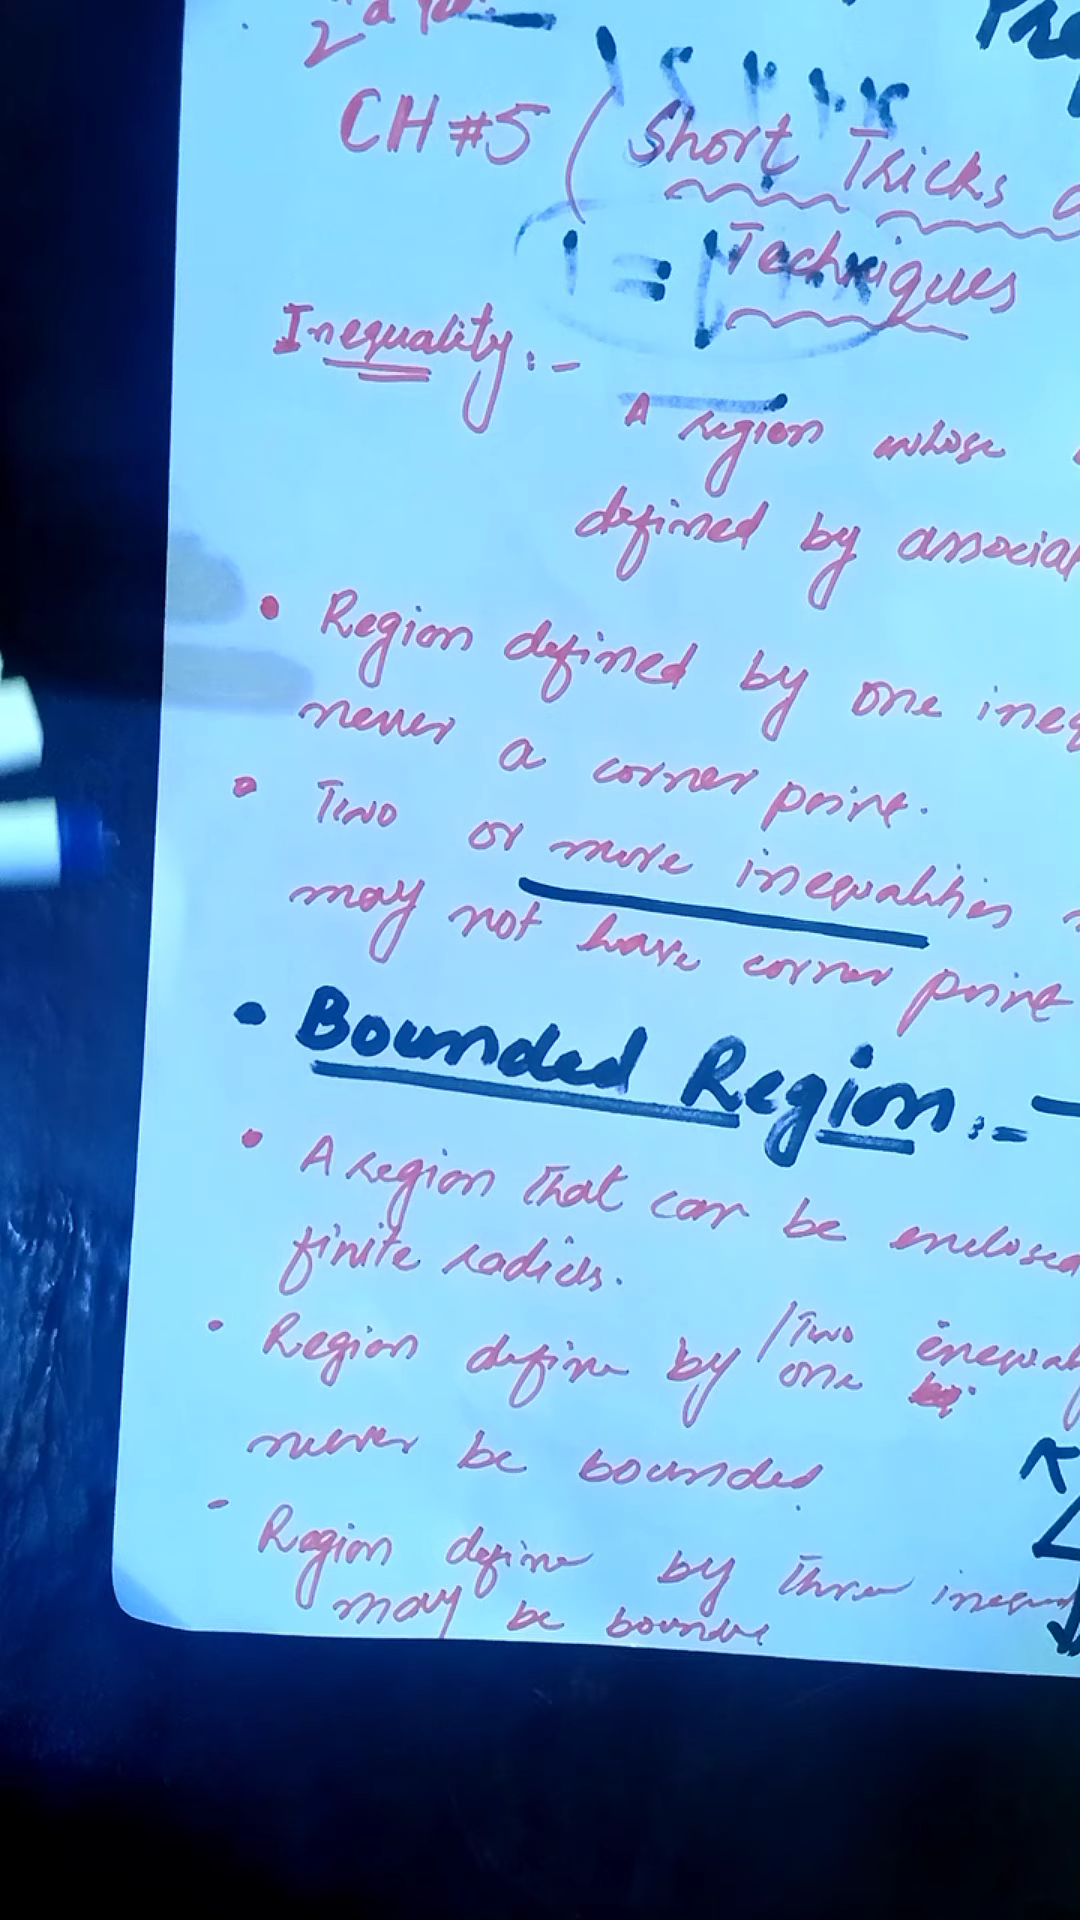 2nd
CH #5 ( Short Tricks
Techniques
Inequality :-
A region whose
defined by associat
• Region defined by one ineq
never a corner point.
• Two or more inequalities
may not have corner point
• Bounded Region :-
• A region that can be enclosed
finite radius.
• Region define by /Two inequal
one
never be bounded
- Region define by three inequ
may be bounde